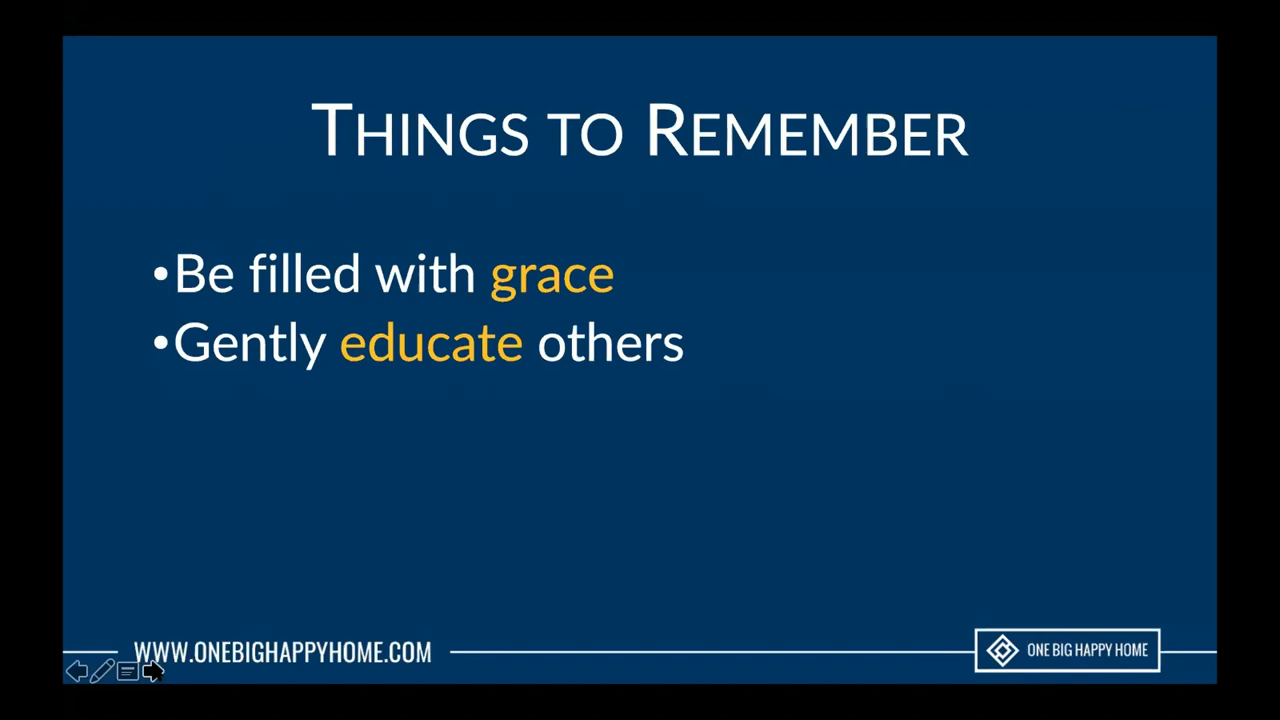 THINGS TO REMEMBER
•Be filled with grace
•Gently educate others
WWW.ONEBIGHAPPYHOME.COM
ONE BIG HAPPY HOME